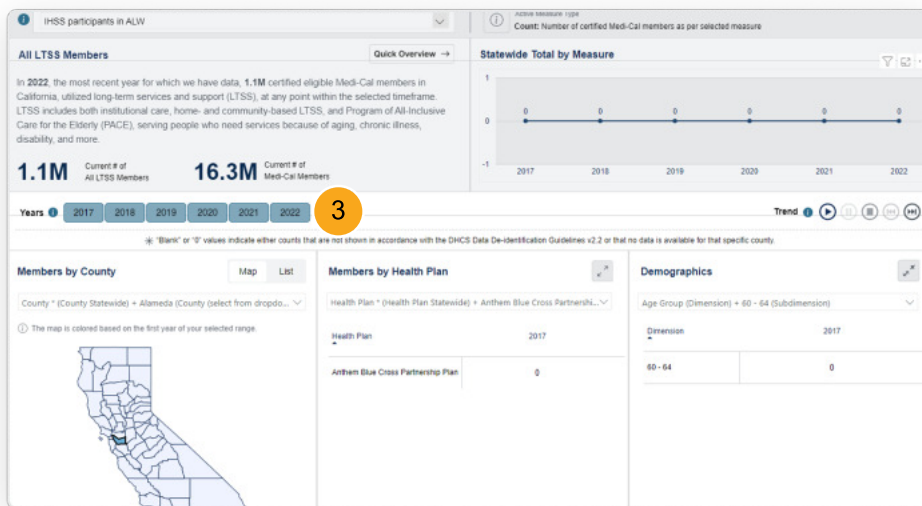 IHSS participants in ALW
Active Measure Type
Count: Number of certified Medi-Cal members as per selected measure
All LTSS Members
Quick Overview →
In 2022, the most recent year for which we have data, 1.1M certified eligible Medi-Cal members in
California, utilized long-term services and support (LTSS), at any point within the selected timeframe.
LTSS includes both institutional care, home- and community-based LTSS, and Program of All-Inclusive
Care for the Elderly (PACE), serving people who need services because of aging, chronic illness,
disability, and more.
1.1M Current # of All LTSS Members
16.3M Current # of Medi-Cal Members
Statewide Total by Measure
1
0 0 0 0 0 0 0
-1
2017 2018 2019 2020 2021 2022
Years 2017 2018 2019 2020 2021 2022 3
Trend
"Blank" or "0" values indicate either counts that are not shown in accordance with the DHCS Data De-identification Guidelines v2.2 or that no data is available for that specific county.
Members by County
Map List
County * (County Statewide) + Alameda (County (select from dropdo...
The map is colored based on the first year of your selected range.
Members by Health Plan
Health Plan * (Health Plan Statewide) + Anthem Blue Cross Partnershi...
Health Plan 2017
Anthem Blue Cross Partnership Plan 0
Demographics
Age Group (Dimension) + 60 - 64 (Subdimension)
Dimension 2017
60 - 64 0